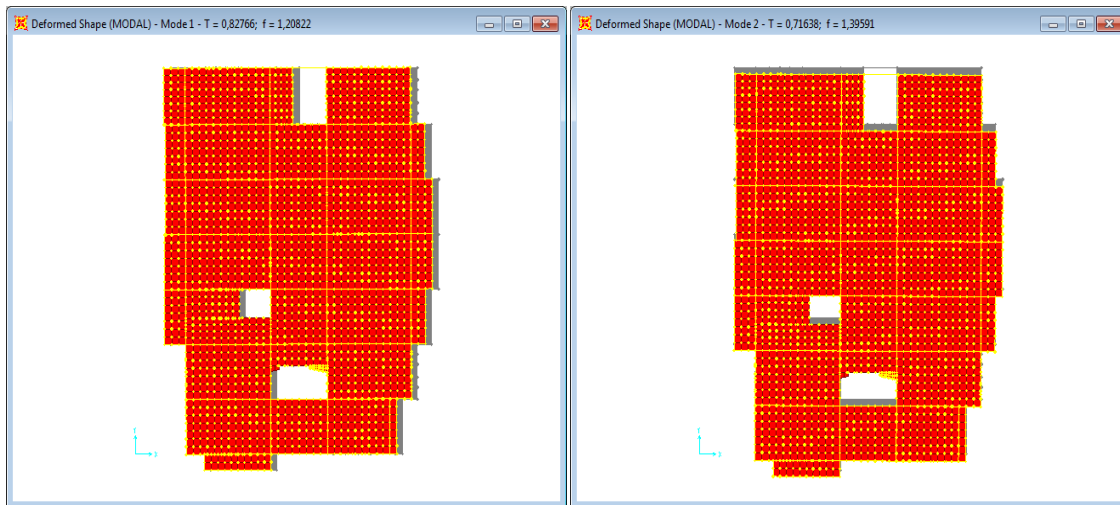 Deformed Shape (MODAL) - Mode 1 - T = 0,82766; f = 1,20822
Deformed Shape (MODAL) - Mode 2 - T = 0,71638; f = 1,39591